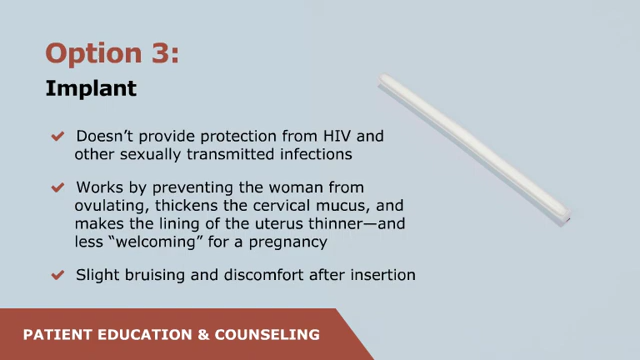 Option 3:
Implant
Doesn’t provide protection from HIV and
other sexually transmitted infections
Works by preventing the woman from
ovulating, thickens the cervical mucus, and
makes the lining of the uterus thinner—and
less “welcoming” for a pregnancy
Slight bruising and discomfort after insertion
PATIENT EDUCATION & COUNSELING